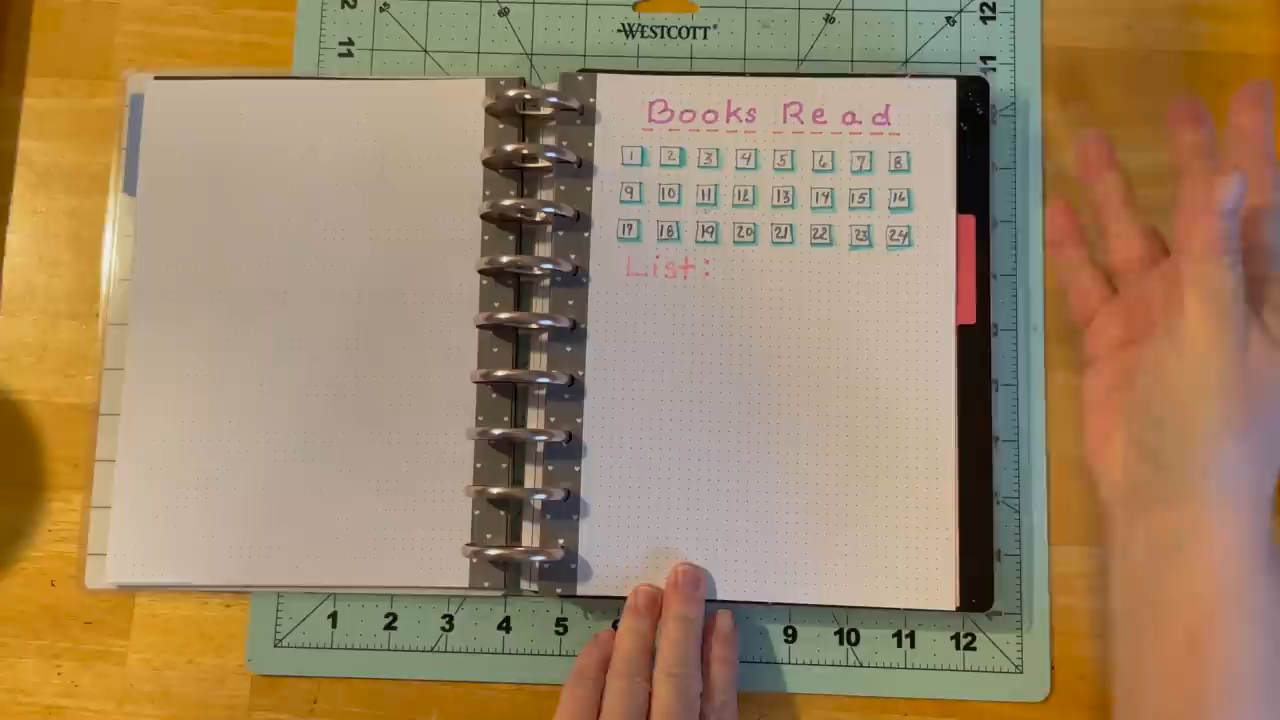 WESTCOTT®
12 12
11 11
Books Read
1 2 3 4 5 6 7 8
9 10 11 12 13 14 15 16
17 18 19 20 21 22 23 24
List:
1 2 3 4 5 9 10 11 12